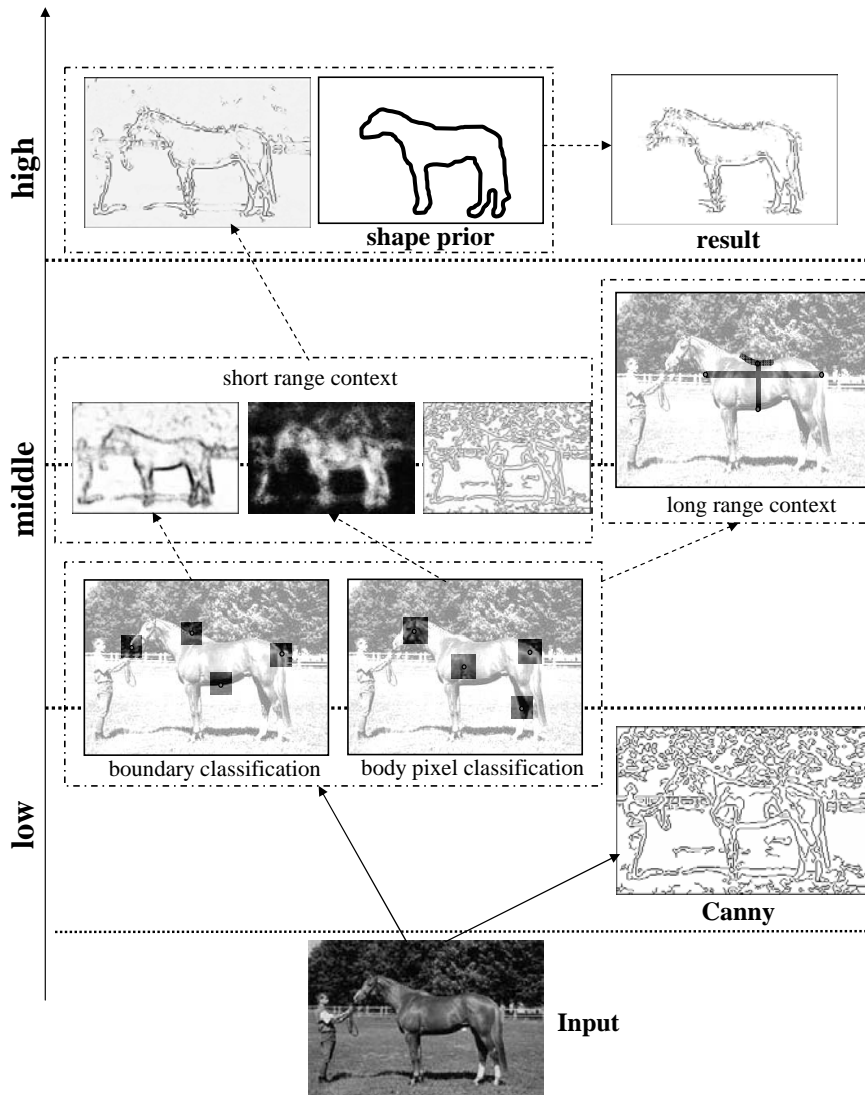 high
shape prior
result
short range context
middle
long range context
boundary classification
body pixel classification
low
Canny
Input